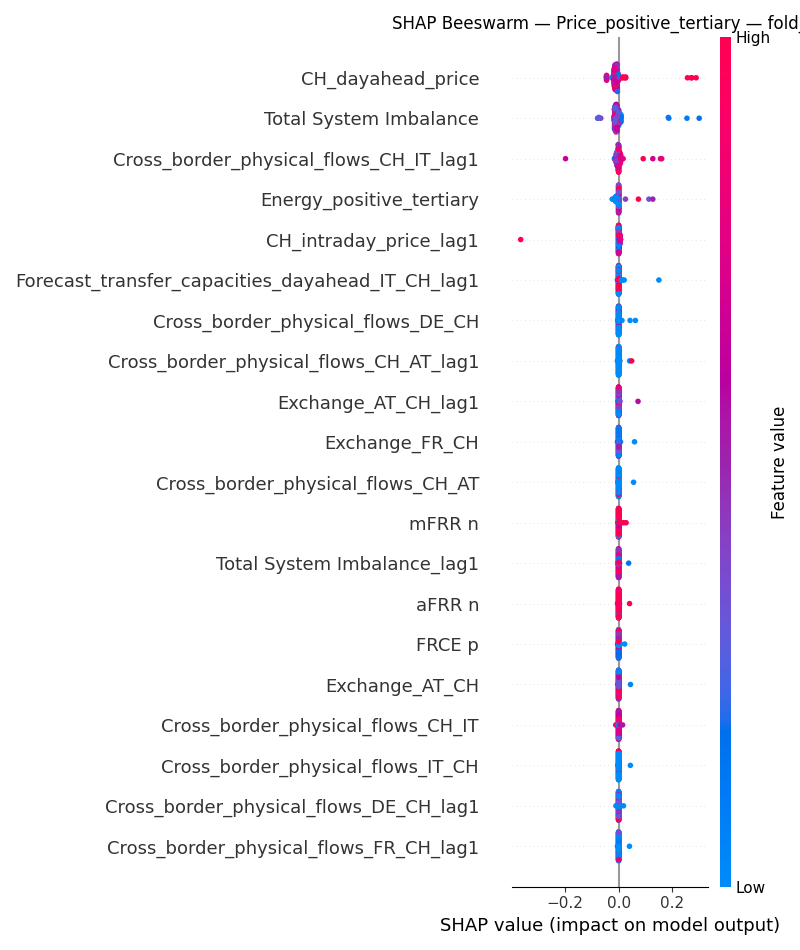 SHAP Beeswarm — Price_positive_tertiary — fold_
High
CH_dayahead_price
Total System Imbalance
Cross_border_physical_flows_CH_IT_lag1
Energy_positive_tertiary
CH_intraday_price_lag1
Forecast_transfer_capacities_dayahead_IT_CH_lag1
Cross_border_physical_flows_DE_CH
Cross_border_physical_flows_CH_AT_lag1
Exchange_AT_CH_lag1
Exchange_FR_CH
Cross_border_physical_flows_CH_AT
mFRR n
Total System Imbalance_lag1
aFRR n
FRCE p
Exchange_AT_CH
Cross_border_physical_flows_CH_IT
Cross_border_physical_flows_IT_CH
Cross_border_physical_flows_DE_CH_lag1
Cross_border_physical_flows_FR_CH_lag1
Feature value
Low
−0.2 0.0 0.2
SHAP value (impact on model output)